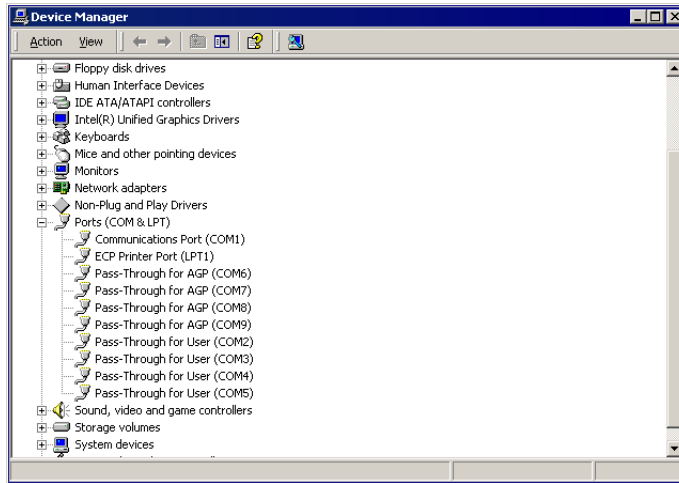 Device Manager
Action View
Floppy disk drives
Human Interface Devices
IDE ATA/ATAPI controllers
Intel(R) Unified Graphics Drivers
Keyboards
Mice and other pointing devices
Monitors
Network adapters
Non-Plug and Play Drivers
Ports (COM & LPT)
Communications Port (COM1)
ECP Printer Port (LPT1)
Pass-Through for AGP (COM6)
Pass-Through for AGP (COM7)
Pass-Through for AGP (COM8)
Pass-Through for AGP (COM9)
Pass-Through for User (COM2)
Pass-Through for User (COM3)
Pass-Through for User (COM4)
Pass-Through for User (COM5)
Sound, video and game controllers
Storage volumes
System devices